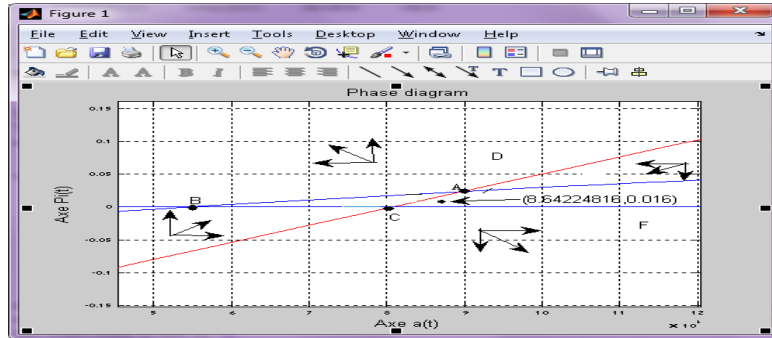 Figure 1
File Edit View Insert Tools Desktop Window Help
A A B I T
Phase diagram
0.15
0.1
0.05
0
-0.05
-0.1
-0.15
Axe Pi(t)
D
A
B
C
(8.64224816,0.016)
F
5 6 7 8 9 10 11 12
Axe a(t)